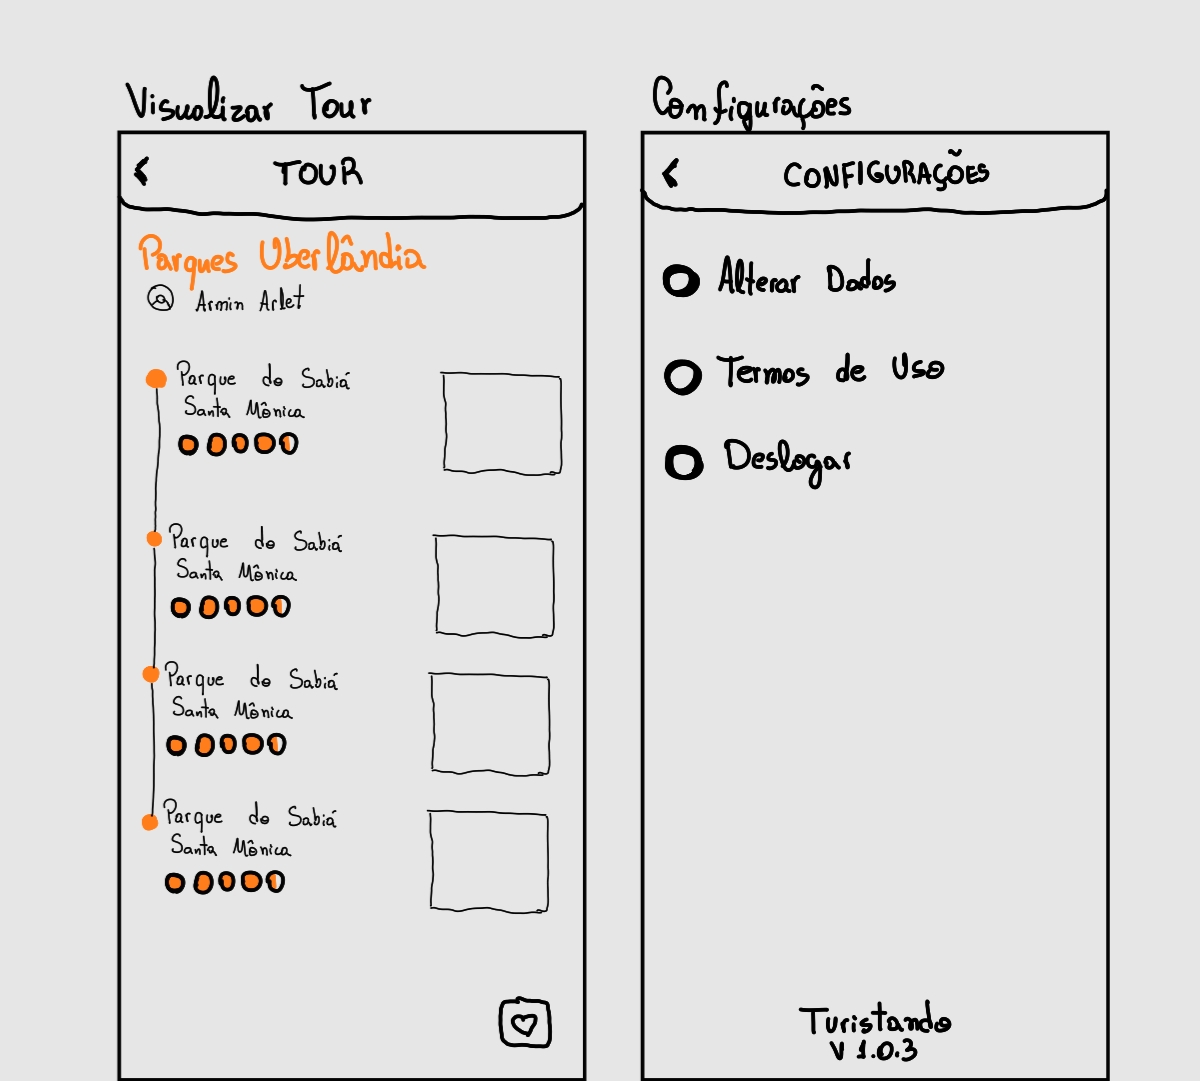 Visualizar Tour
TOUR
Parques Uberlândia
Armin Arlet
Parque do Sabiá
Santa Mônica
Parque do Sabiá
Santa Mônica
Parque do Sabiá
Santa Mônica
Parque do Sabiá
Santa Mônica
Configurações
CONFIGURAÇÕES
Alterar Dados
Termos de Uso
Deslogar
Turistando
V 1.0.3